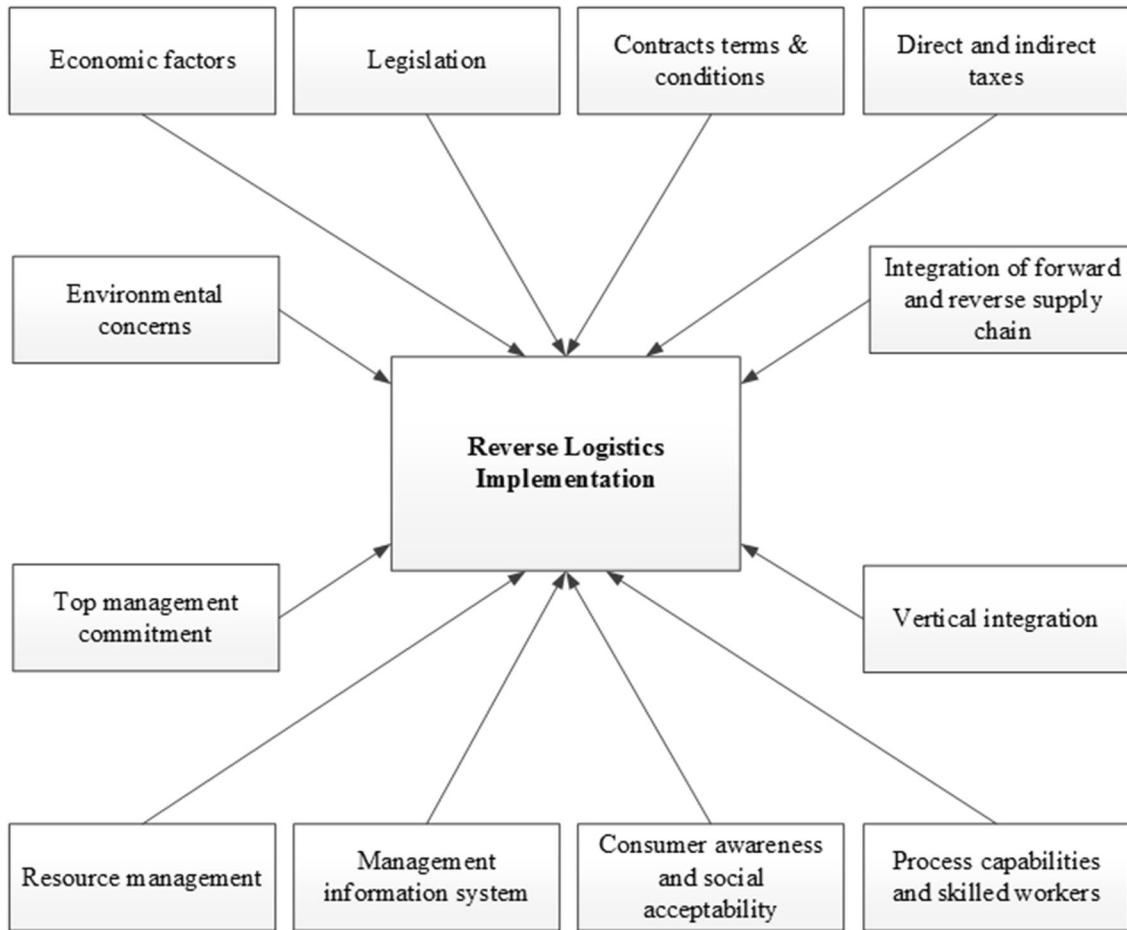 Economic factors
Legislation
Contracts terms &
conditions
Direct and indirect
taxes
Environmental
concerns
Integration of forward
and reverse supply
chain
Reverse Logistics
Implementation
Top management
commitment
Vertical integration
Resource management
Management
information system
Consumer awareness
and social
acceptability
Process capabilities
and skilled workers